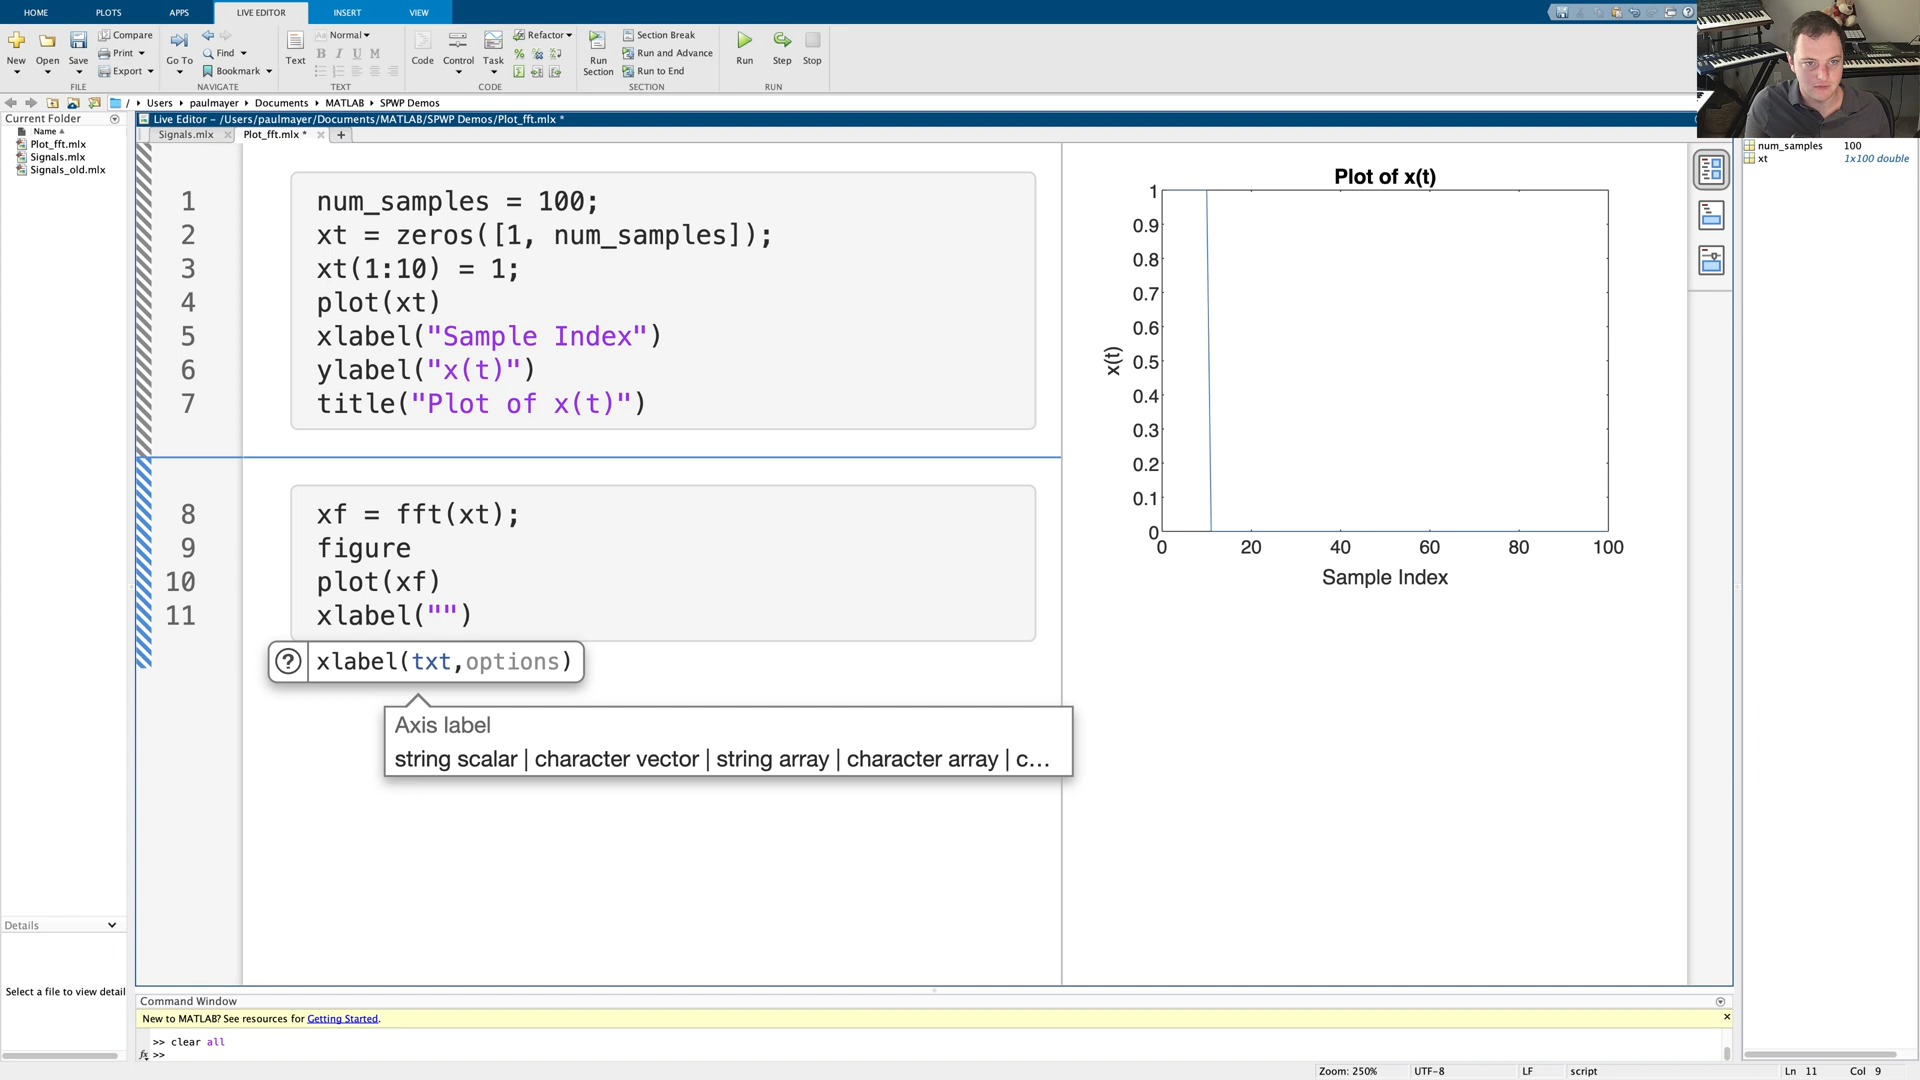 HOME PLOTS APPS LIVE EDITOR INSERT VIEW
New Open Save Compare Print Export
FILE
Go To Find Bookmark
NAVIGATE
Text Normal Aa B I U M
TEXT
Code Control Task Refactor
CODE
Run Section Section Break Run and Advance Run to End
SECTION
Run Step Stop
RUN
/ Users paulmayer Documents MATLAB SPWP Demos
Current Folder
Name
Plot_fft.mlx
Signals.mlx
Signals_old.mlx
Live Editor - /Users/paulmayer/Documents/MATLAB/SPWP Demos/Plot_fft.mlx *
Signals.mlx Plot_fft.mlx * +
1 num_samples = 100;
2 xt = zeros([1, num_samples]);
3 xt(1:10) = 1;
4 plot(xt)
5 xlabel("Sample Index")
6 ylabel("x(t)")
7 title("Plot of x(t)")
8 xf = fft(xt);
9 figure
10 plot(xf)
11 xlabel("")
? xlabel(txt,options)
Axis label
string scalar | character vector | string array | character array | c...
Plot of x(t)
1
0.9
0.8
0.7
0.6
0.5
0.4
0.3
0.2
0.1
0
x(t)
0 20 40 60 80 100
Sample Index
num_samples 100
xt 1x100 double
Details
Select a file to view detail
Command Window
New to MATLAB? See resources for Getting Started.
>> clear all
fx >>
Zoom: 250% UTF-8 LF script Ln 11 Col 9